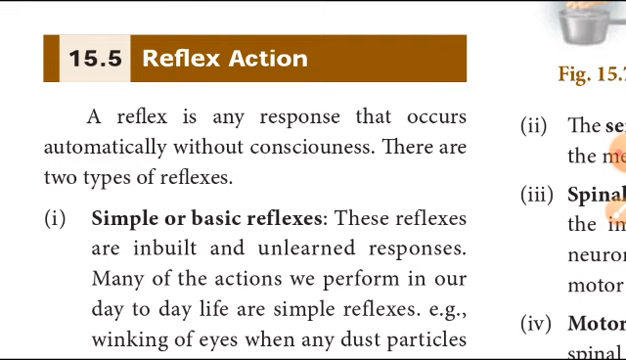 15.5 Reflex Action
A reflex is any response that occurs
automatically without consciouness. There are
two types of reflexes.
(i) Simple or basic reflexes: These reflexes
are inbuilt and unlearned responses.
Many of the actions we perform in our
day to day life are simple reflexes. e.g.,
winking of eyes when any dust particles
Fig. 15.
(ii) The
the
(iii) Spinal
the
motor
(iv) Motor
spinal